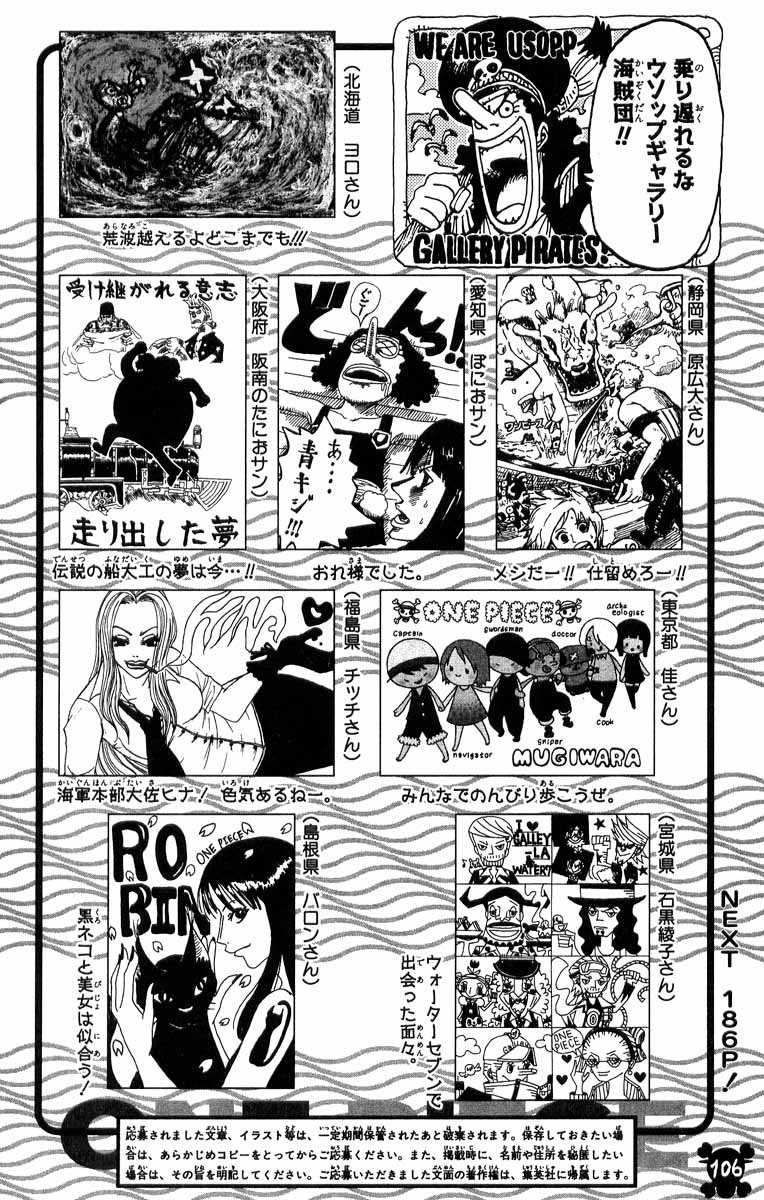 WE ARE USOPP
GALLERY PIRATES!
乗り遅れるな
ウソップギャラリー
海賊団!!
(北海道 ヨロさん)
荒波越えるよどこまでも!!!
(静岡県 原広大さん)
ワンピース
メシだー!! 仕留めろー!!
(愛知県 ぽにおサン)
どんっ!!
ぐぅ
あ…
青キジ!!!
おれ様でした。
(大阪府 阪南のたにおサン)
受け継がれる意志
走り出した夢
伝説の船大工の夢は今…!!
(東京都 佳さん)
ONE PIECE
captain
swordsman
doctor
archaeologist
navigator
sniper
cook
MUGIWARA
みんなでのんびり歩こうぜ。
(福島県 チッチさん)
海軍本部大佐ヒナ! 色気あるねー。
(宮城県 石黒綾子さん)
I ♥
GALLEY
-LA
WATER7
ONE
PIECE
ウォーターセブンで
出会った面々。
(島根県 バロンさん)
ROBIN
ONE PIECE
黒ネコと美女は似合う!
NEXT 186P!
ONE PIECE
応募されました文章、イラスト等は、一定期間保管されたあと破棄されます。保存しておきたい場
合は、あらかじめコピーをとってからご応募ください。また、掲載時に、名前や住所を秘匿したい
場合は、その旨を明記してください。ご応募いただきました文面の著作権は、集英社に帰属します。
106